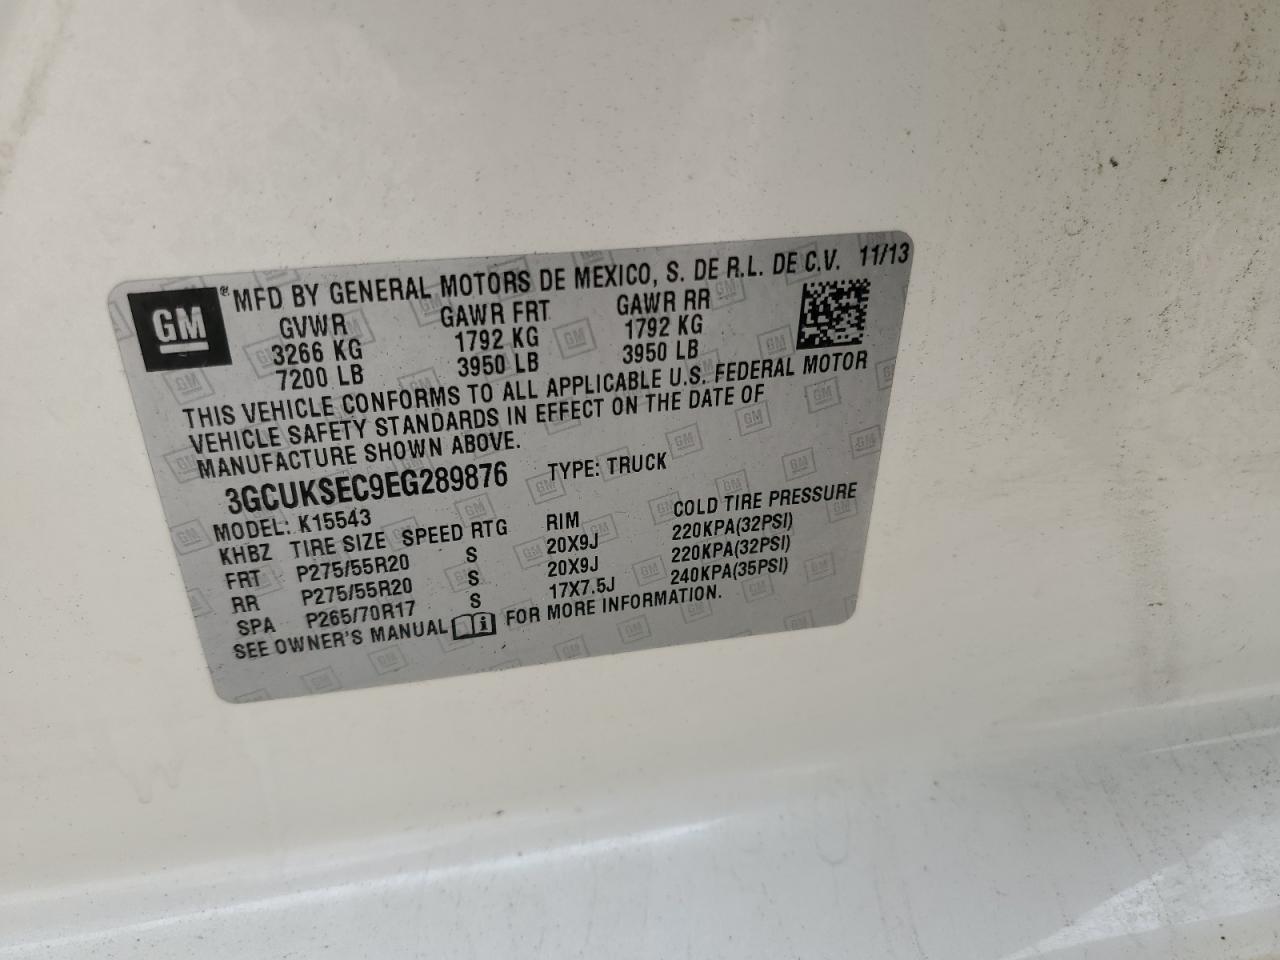 GM ® MFD BY GENERAL MOTORS DE MEXICO, S. DE R.L. DE C.V. 11/13
GVWR GAWR FRT GAWR RR
3266 KG 1792 KG 1792 KG
7200 LB 3950 LB 3950 LB
THIS VEHICLE CONFORMS TO ALL APPLICABLE U.S. FEDERAL MOTOR
VEHICLE SAFETY STANDARDS IN EFFECT ON THE DATE OF
MANUFACTURE SHOWN ABOVE.
3GCUKSEC9EG289876 TYPE: TRUCK
MODEL: K15543
KHBZ TIRE SIZE SPEED RTG RIM COLD TIRE PRESSURE
FRT P275/55R20 S 20X9J 220KPA(32PSI)
RR P275/55R20 S 20X9J 220KPA(32PSI)
SPA P265/70R17 S 17X7.5J 240KPA(35PSI)
SEE OWNER'S MANUAL i FOR MORE INFORMATION.